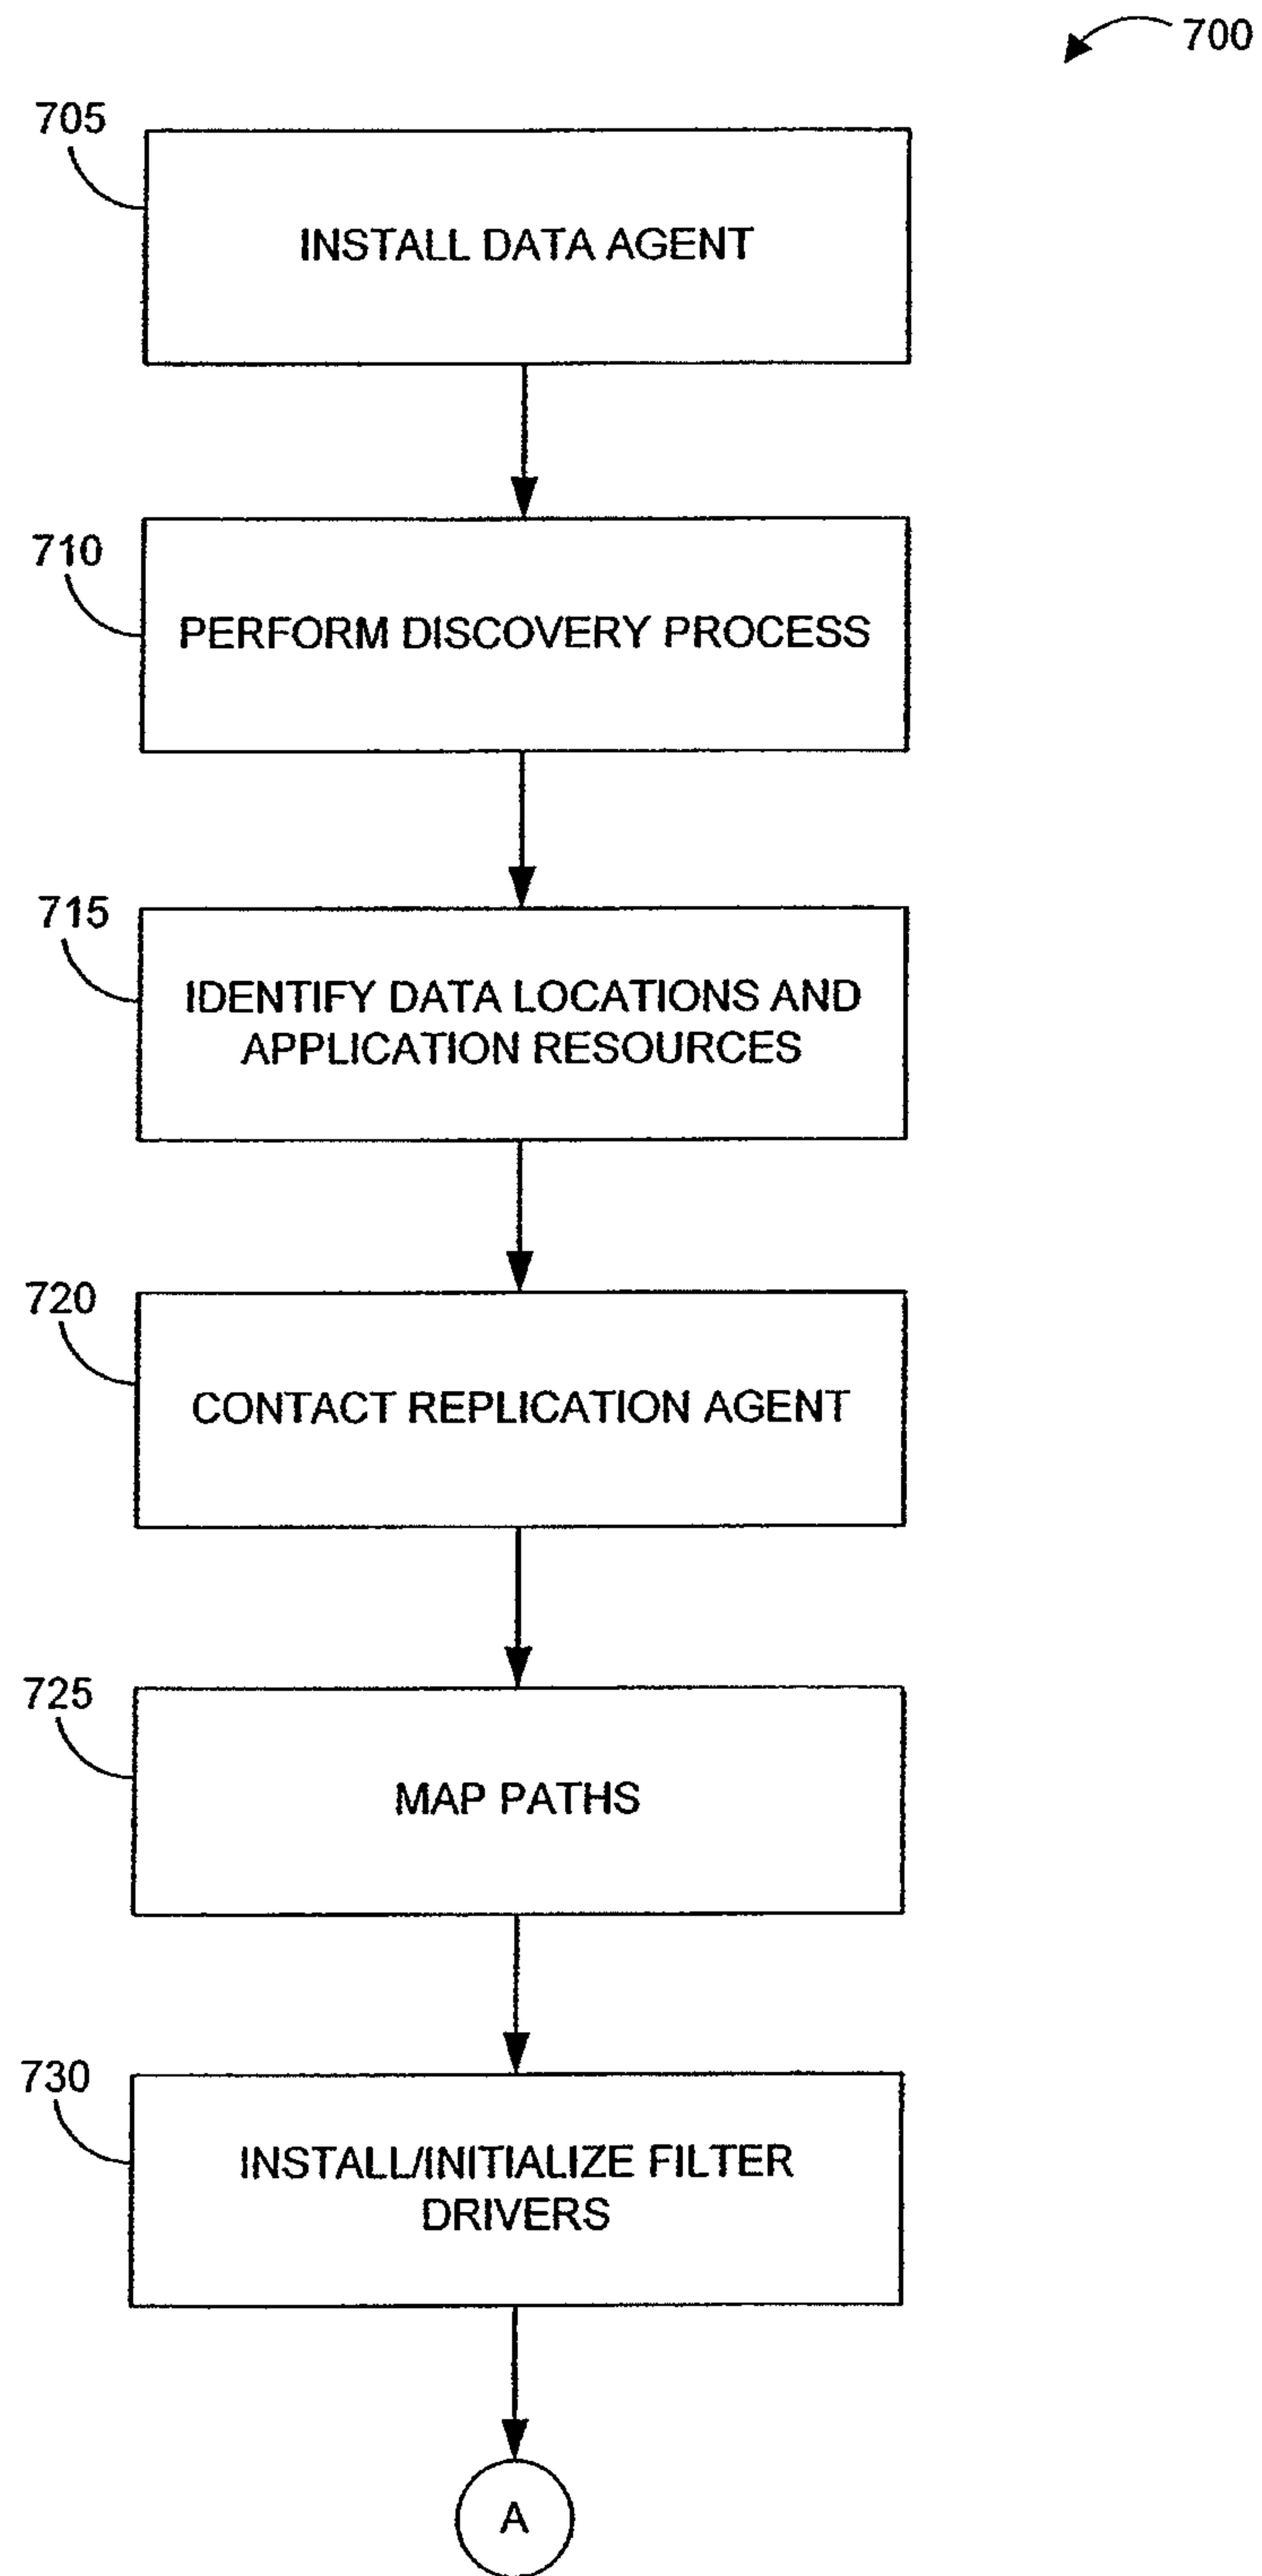 700
705
INSTALL DATA AGENT
710
PERFORM DISCOVERY PROCESS
715
IDENTIFY DATA LOCATIONS AND
APPLICATION RESOURCES
720
CONTACT REPLICATION AGENT
725
MAP PATHS
730
INSTALL/INITIALIZE FILTER
DRIVERS
A